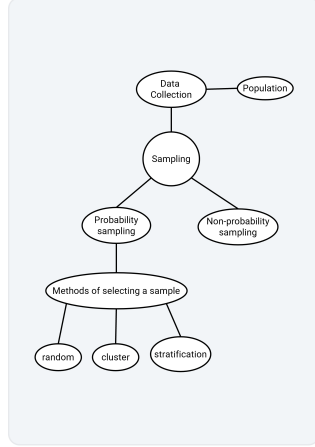 Data
Collection
Population
Sampling
Probability
sampling
Non-probability
sampling
Methods of selecting a sample
random
cluster
stratification